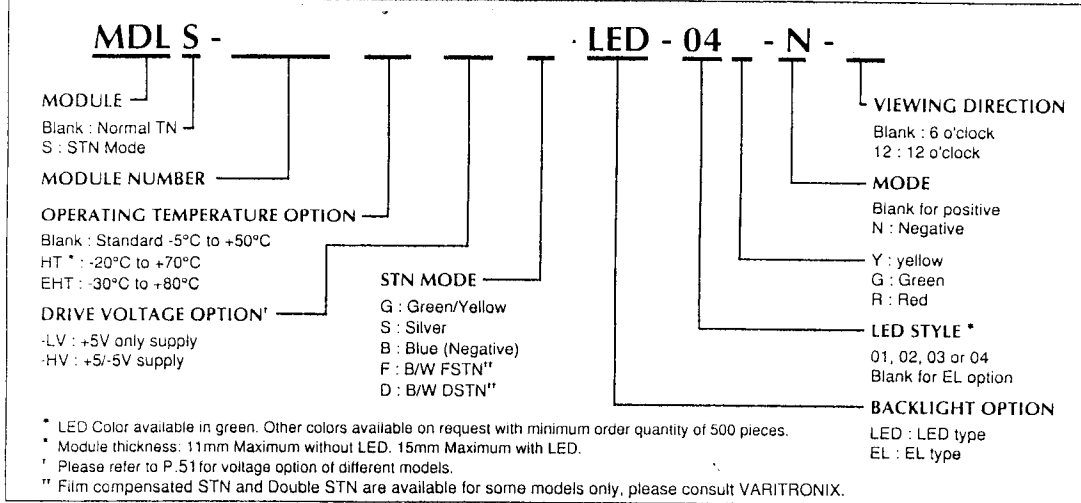 MDL S - LED - 04 - N -
MODULE
Blank : Normal TN
S : STN Mode
MODULE NUMBER
OPERATING TEMPERATURE OPTION
Blank : Standard -5°C to +50°C
HT * : -20°C to +70°C
EHT : -30°C to +80°C
DRIVE VOLTAGE OPTION†
-LV : +5V only supply
-HV : +5/-5V supply
STN MODE
G : Green/Yellow
S : Silver
B : Blue (Negative)
F : B/W FSTN††
D : B/W DSTN††
VIEWING DIRECTION
Blank : 6 o'clock
12 : 12 o'clock
MODE
Blank for positive
N : Negative
Y : yellow
G : Green
R : Red
LED STYLE *
01, 02, 03 or 04
Blank for EL option
BACKLIGHT OPTION
LED : LED type
EL : EL type
* LED Color available in green. Other colors available on request with minimum order quantity of 500 pieces.
* Module thickness: 11mm Maximum without LED. 15mm Maximum with LED.
† Please refer to P.51 for voltage option of different models.
†† Film compensated STN and Double STN are available for some models only, please consult VARITRONIX.